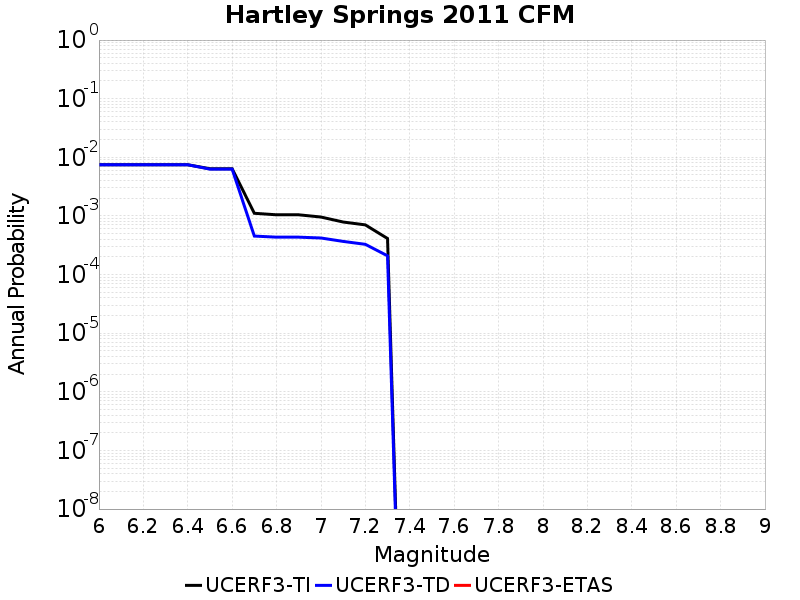 Hartley Springs 2011 CFM
Annual Probability
10^0
10^-1
10^-2
10^-3
10^-4
10^-5
10^-6
10^-7
10^-8
6 6.2 6.4 6.6 6.8 7 7.2 7.4 7.6 7.8 8 8.2 8.4 8.6 8.8 9
Magnitude
UCERF3-TI UCERF3-TD UCERF3-ETAS